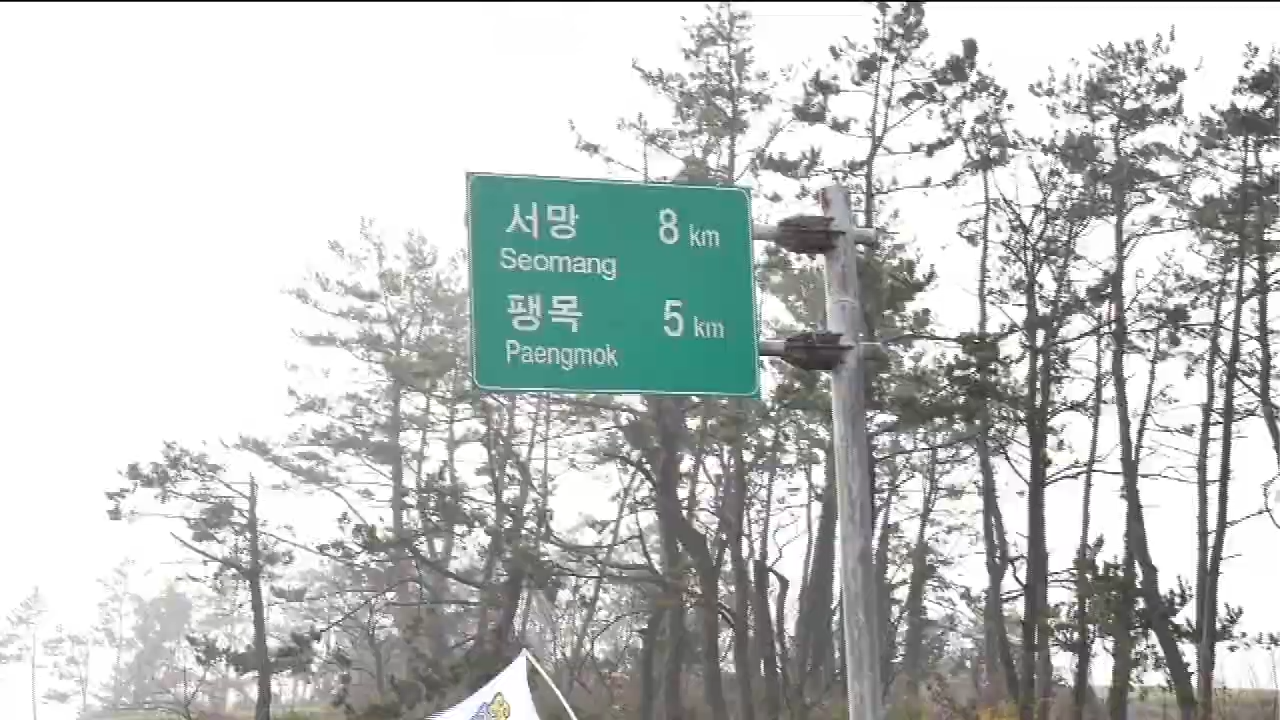 서망 8 km
Seomang
팽목 5 km
Paengmok